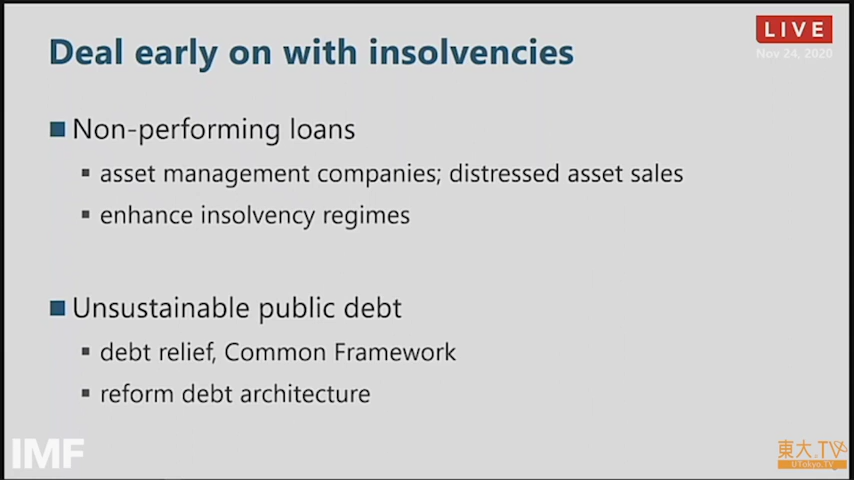 Deal early on with insolvencies
LIVE
Nov 24, 2020
■ Non-performing loans
▪ asset management companies; distressed asset sales
▪ enhance insolvency regimes
■ Unsustainable public debt
▪ debt relief, Common Framework
▪ reform debt architecture
IMF
東大TV
UTokyo.TV